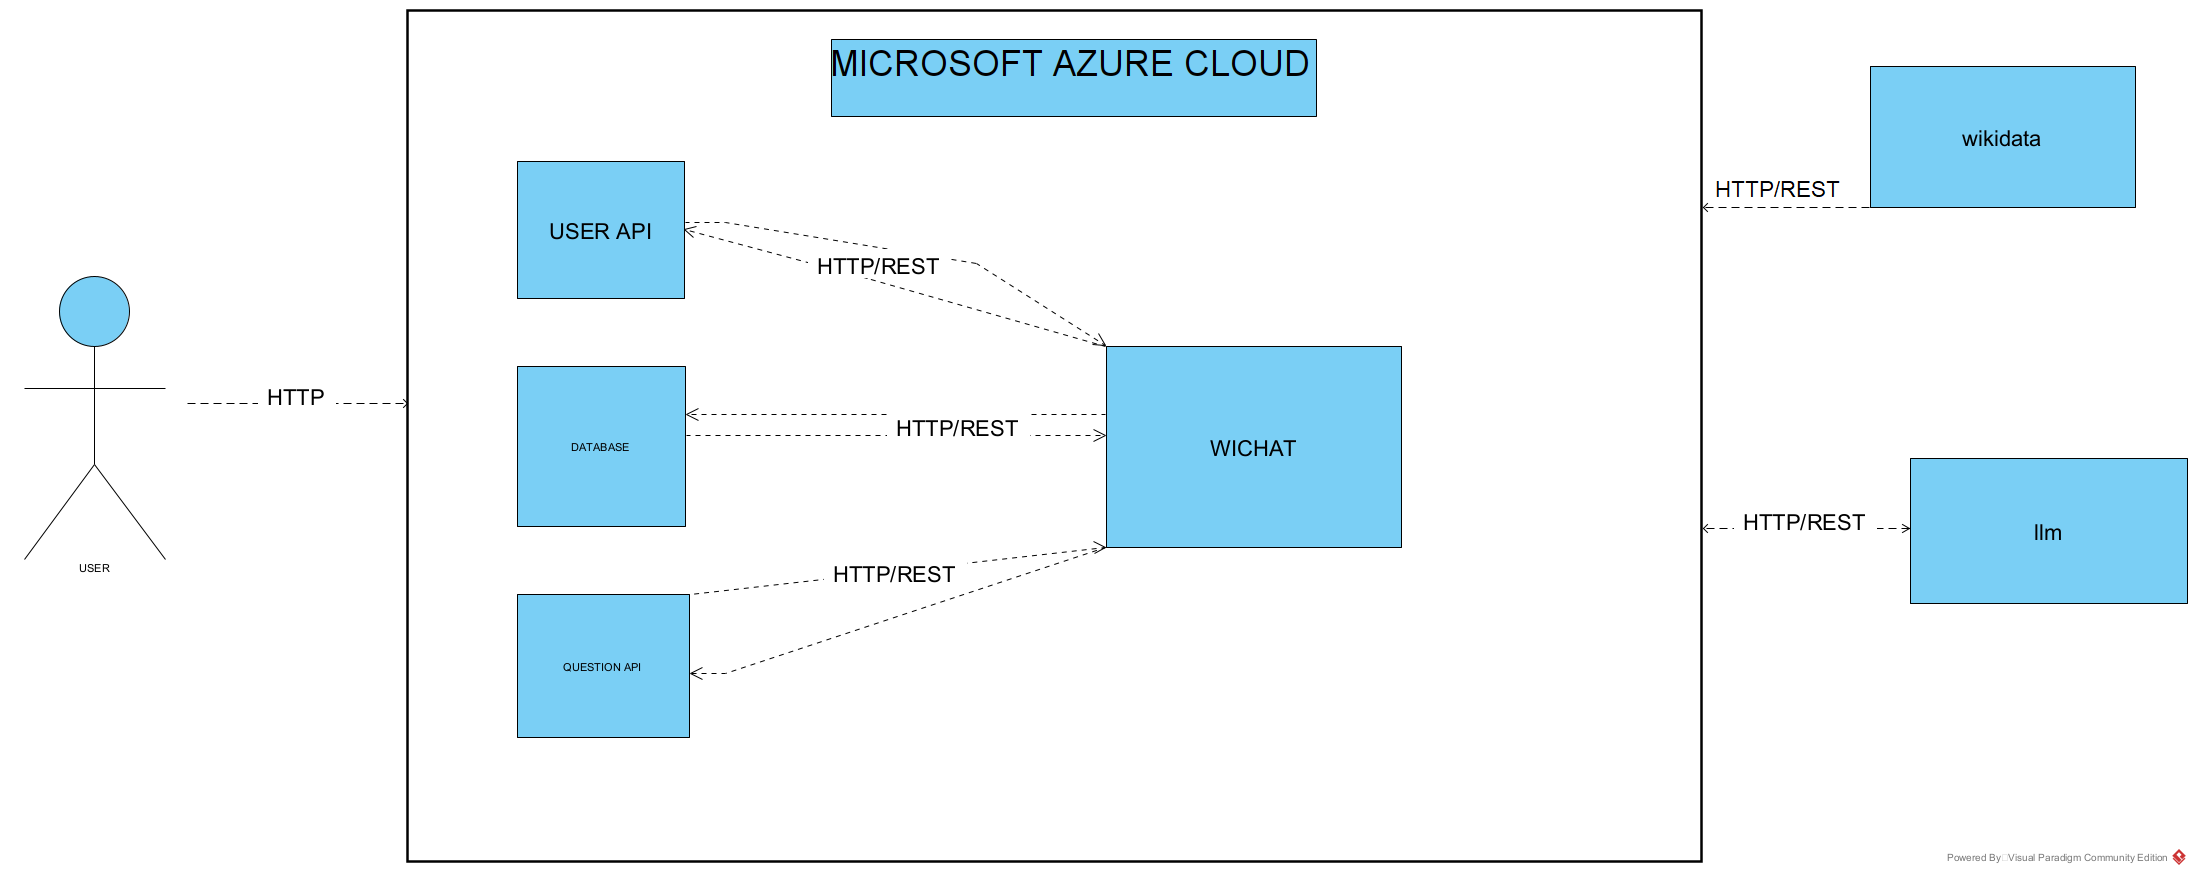 MICROSOFT AZURE CLOUD
wikidata
HTTP/REST
USER API
HTTP/REST
HTTP
HTTP/REST
DATABASE
WICHAT
HTTP/REST
llm
USER
HTTP/REST
QUESTION API
Powered By Visual Paradigm Community Edition